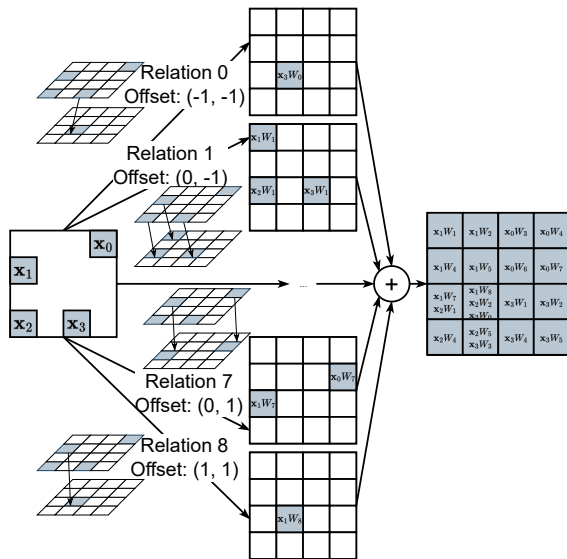 Relation 0
Offset: (-1, -1)
x₃W₀
Relation 1
Offset: (0, -1)
x₁W₁
x₂W₁ x₃W₁
x₀
x₁
x₂ x₃
...
+
x₁W₁ x₁W₂ x₀W₃ x₀W₄
x₁W₄ x₁W₅ x₀W₆ x₀W₇
x₁W₇ x₁W₈
x₂W₁ x₂W₂ x₃W₁ x₃W₂
x₃W₀
x₂W₄ x₂W₅ x₃W₄ x₃W₅
x₃W₃
Relation 7
Offset: (0, 1)
x₀W₇
x₁W₇
Relation 8
Offset: (1, 1)
x₁W₈